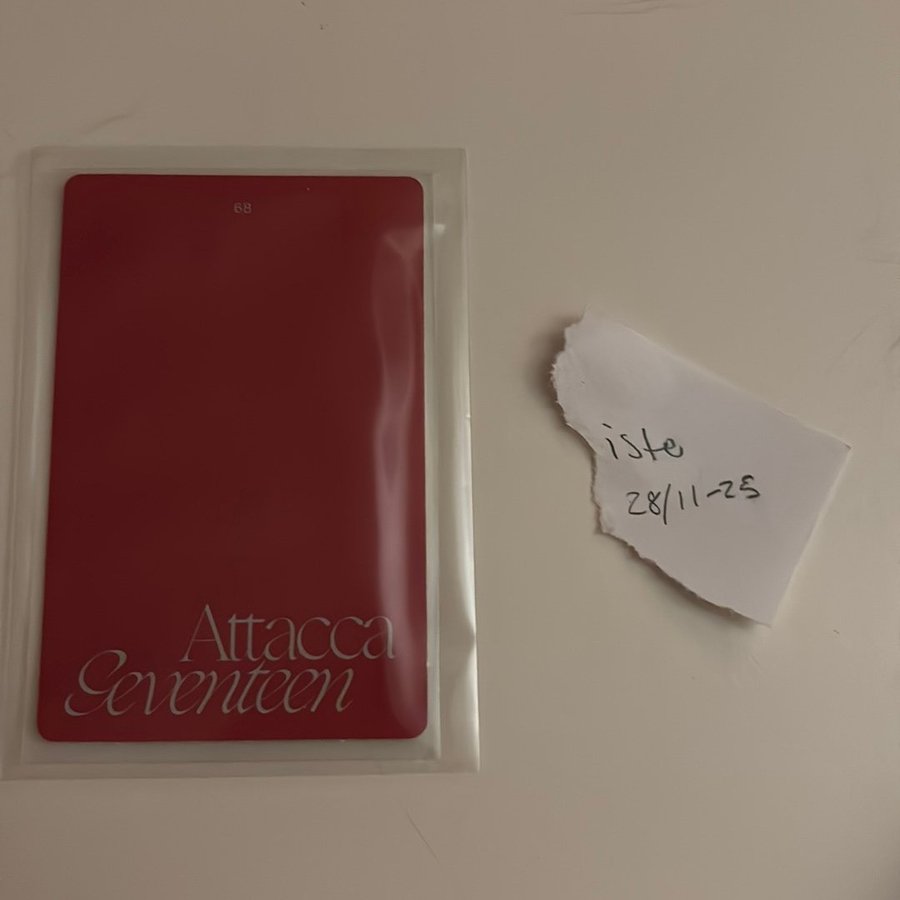 68
Attacca
Seventeen
iste
28/11-25